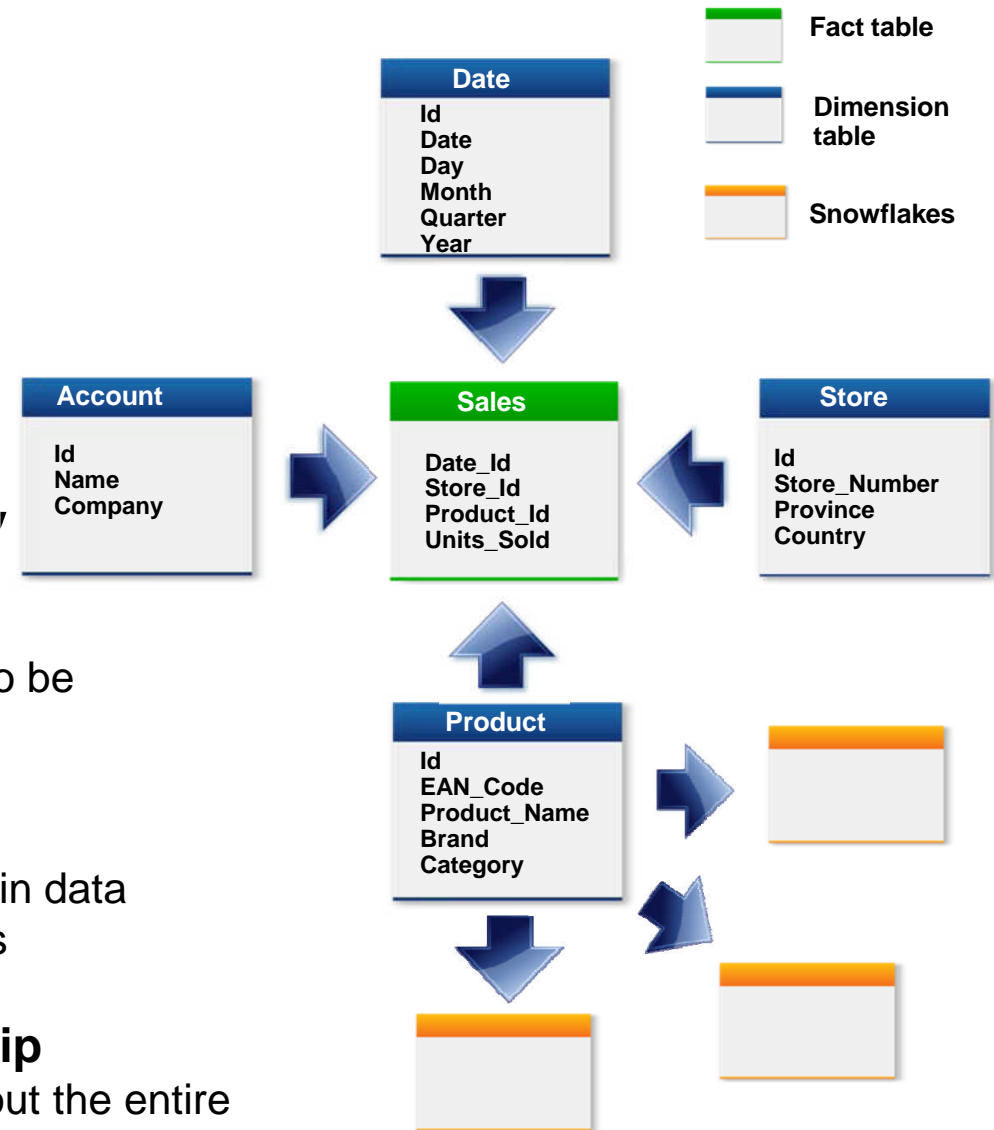 Fact table
Dimension
table
Snowflakes
Date
Id
Date
Day
Month
Quarter
Year
Account
Id
Name
Company
Sales
Date_Id
Store_Id
Product_Id
Units_Sold
Store
Id
Store_Number
Province
Country
Product
Id
EAN_Code
Product_Name
Brand
Category
o be
in data
s
ip
out the entire